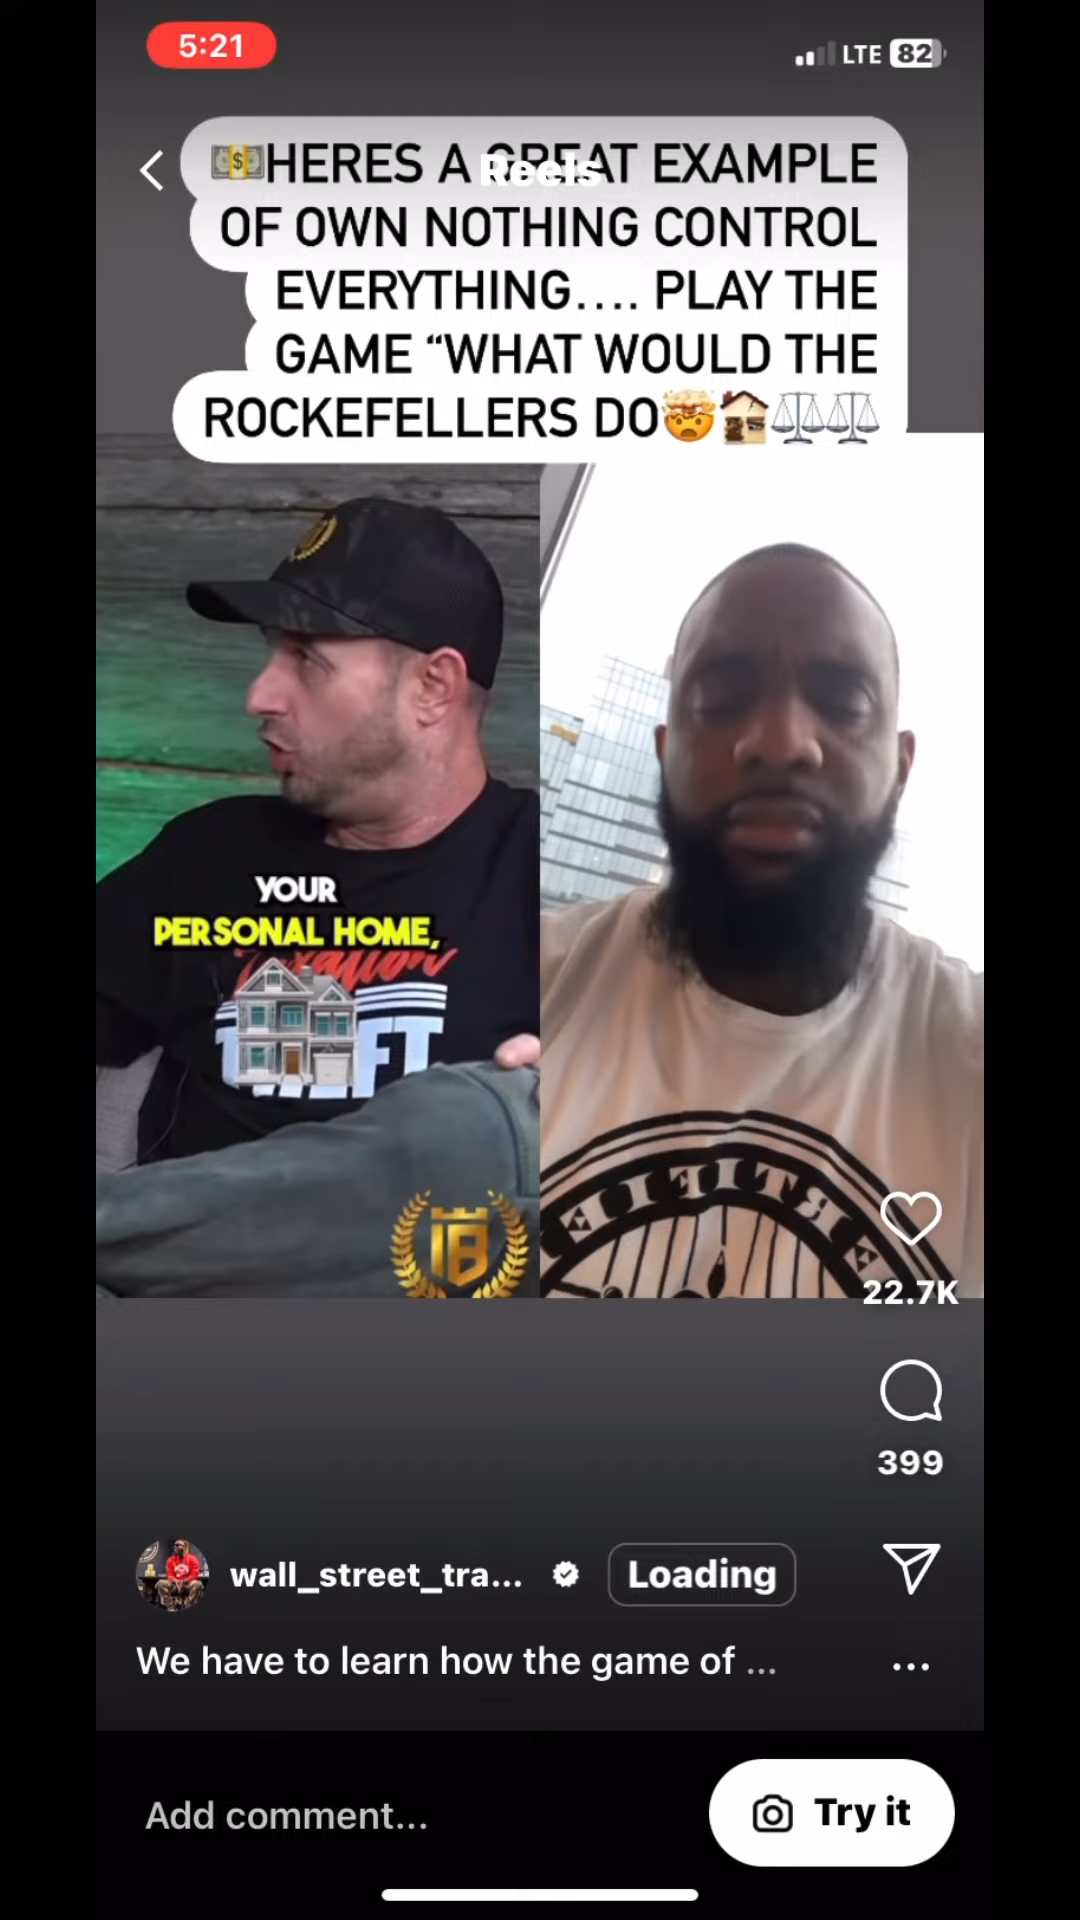 5:21
LTE 82
💵HERES A GREAT EXAMPLE
Reels
OF OWN NOTHING CONTROL
EVERYTHING.... PLAY THE
GAME “WHAT WOULD THE
ROCKEFELLERS DO🤯🏚️⚖️⚖️
YOUR
PERSONAL HOME,
22.7K
399
wall_street_tra...
Loading
We have to learn how the game of ...
Add comment...
Try it